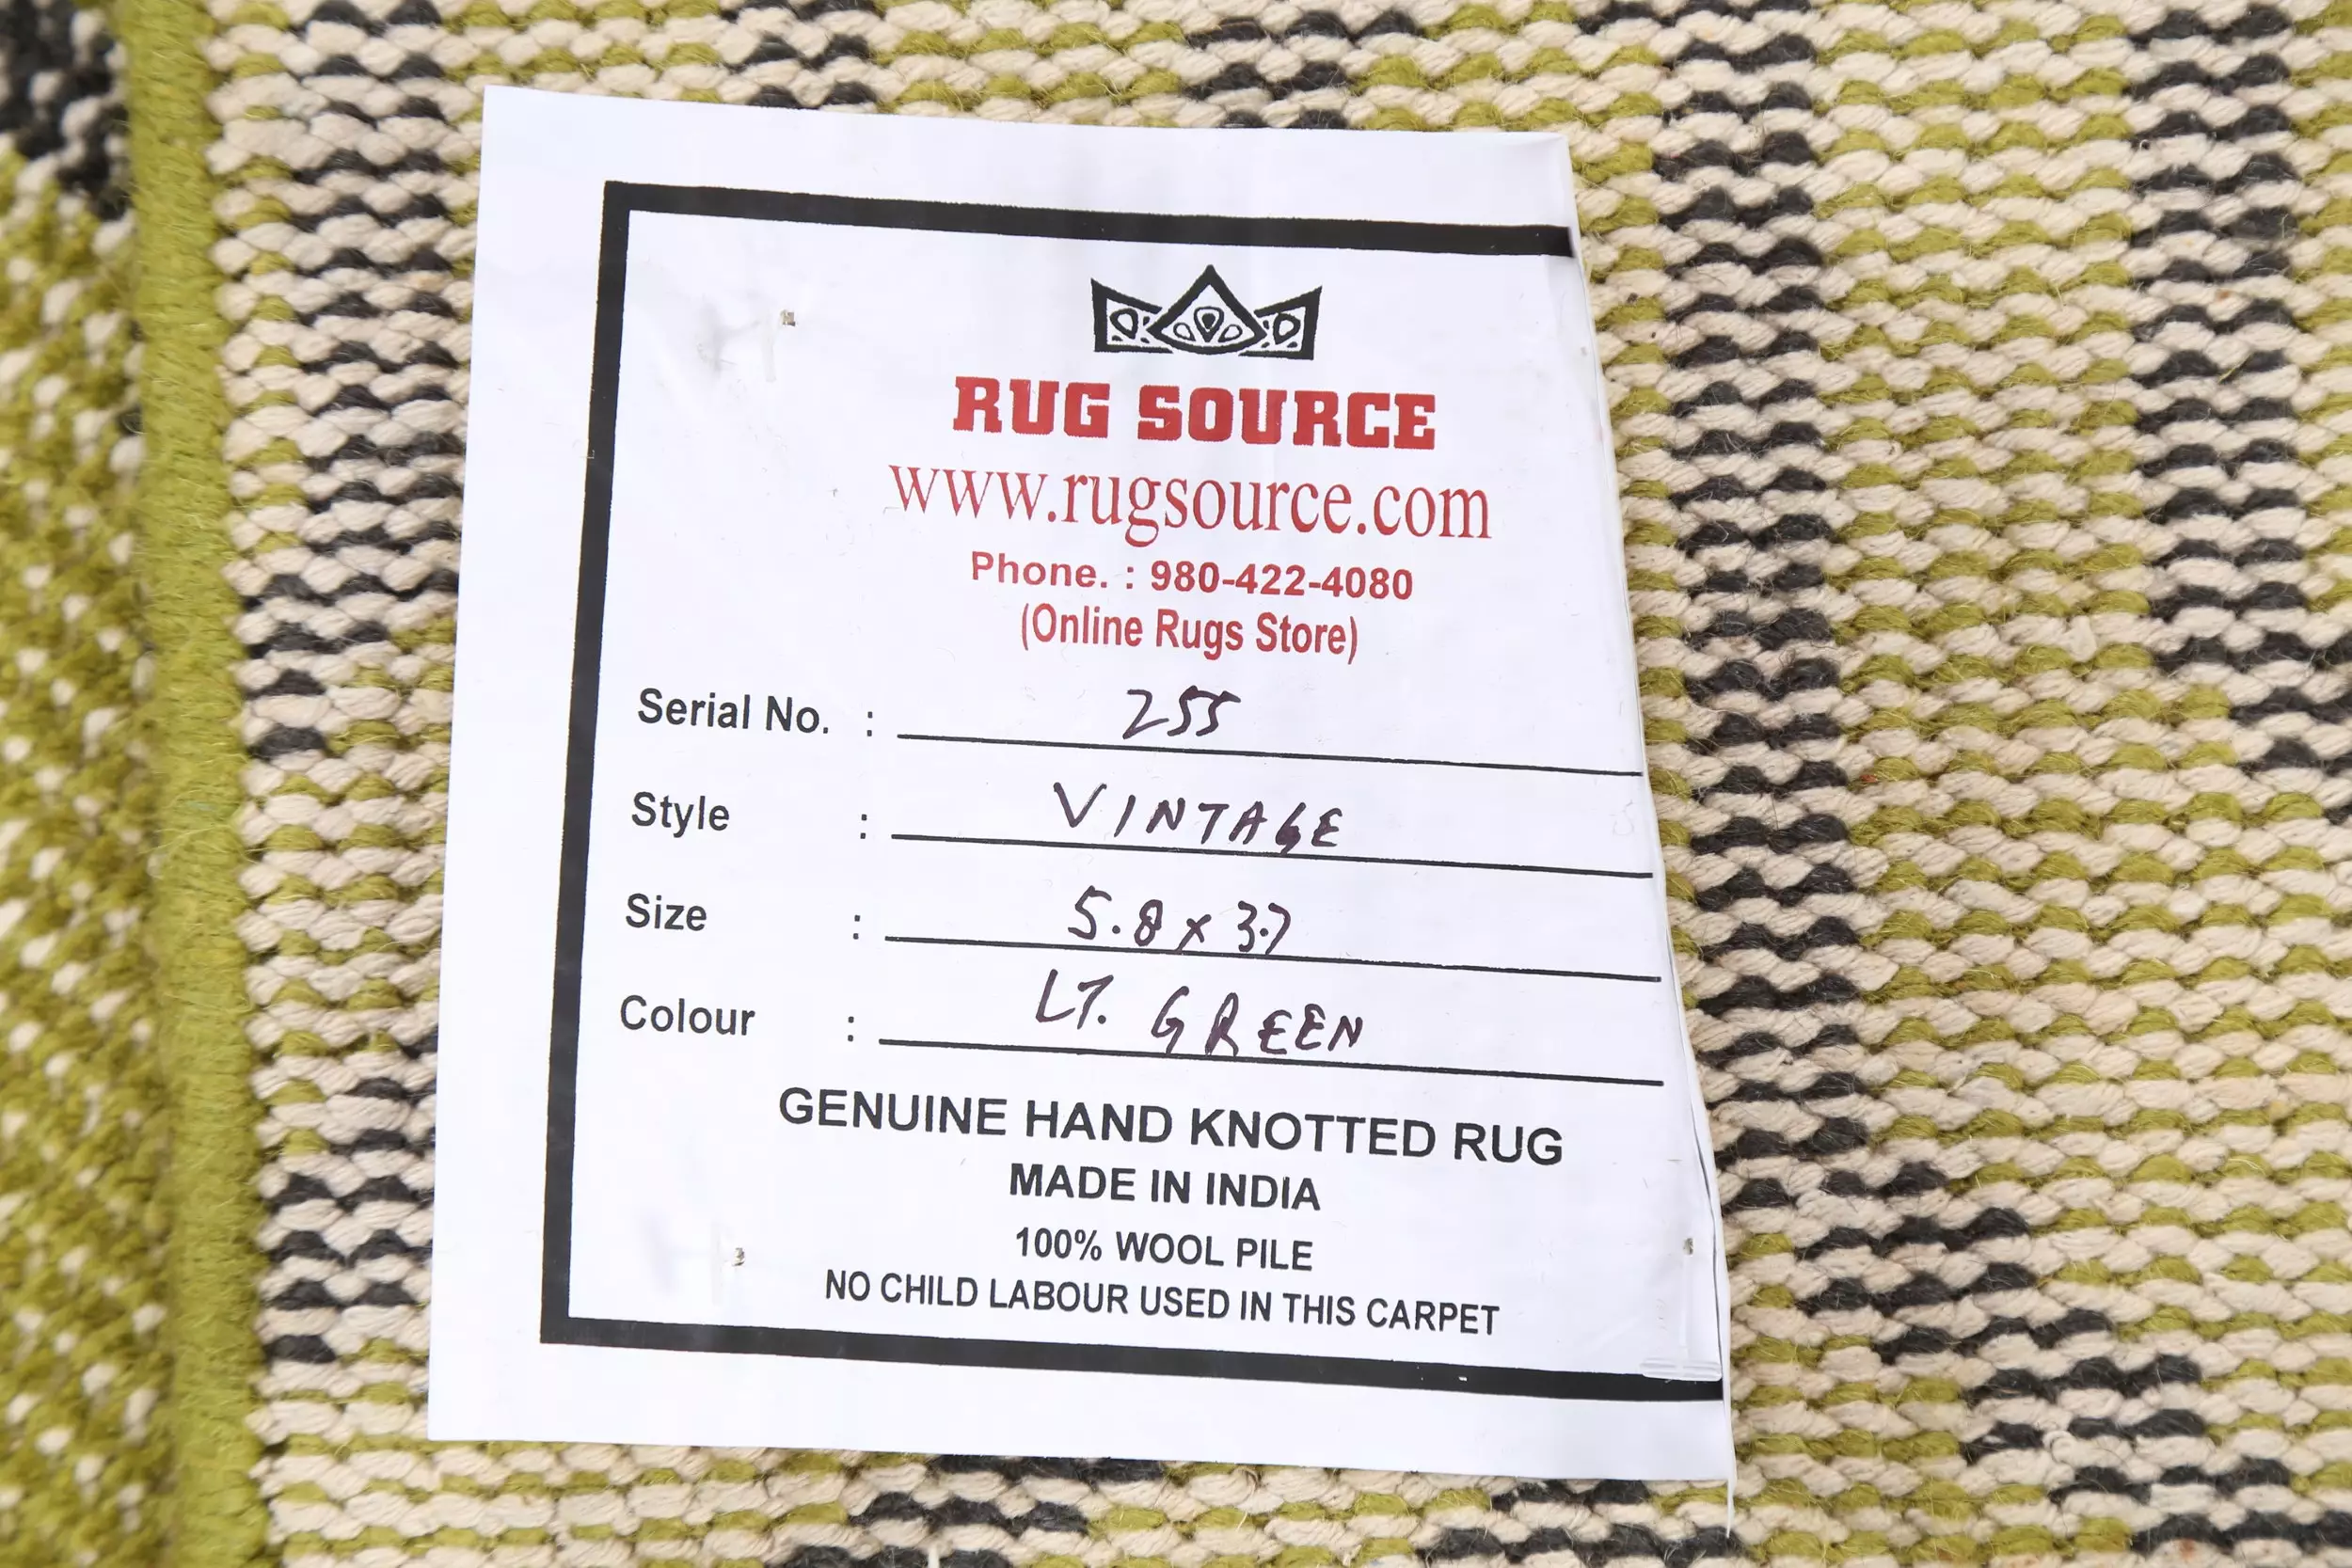 RUG SOURCE
www.rugsource.com
Phone. : 980-422-4080
(Online Rugs Store)
Serial No. : 255
Style : VINTAGE
Size : 5.8 x 3.7
Colour : LT. GREEN
GENUINE HAND KNOTTED RUG
MADE IN INDIA
100% WOOL PILE
NO CHILD LABOUR USED IN THIS CARPET